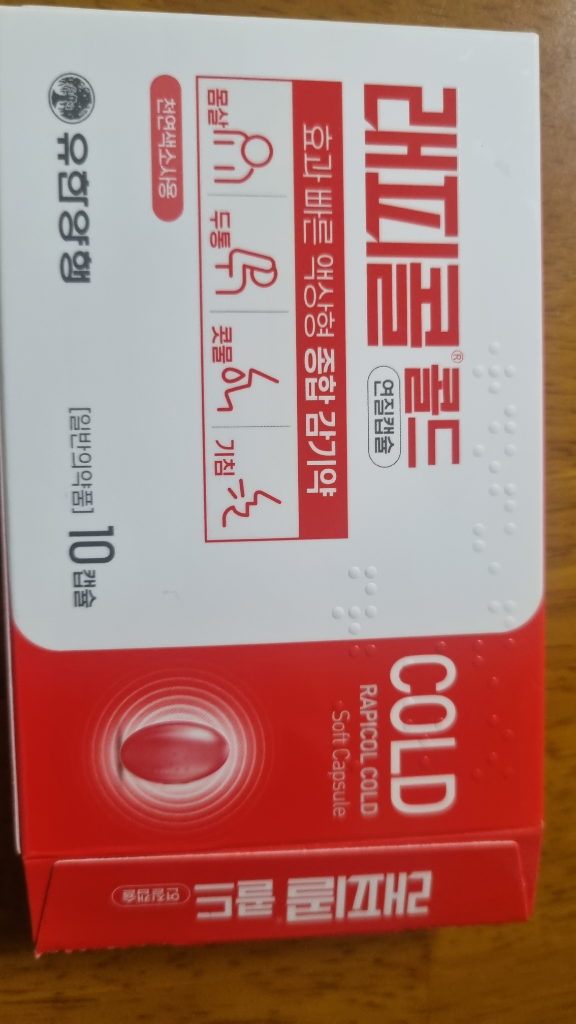 래피콜® 콜드
연질캡슐
효과 빠른 액상형 종합 감기약
몸살 두통 콧물 기침
천연색소사용
유한양행
[일반의약품] 10캡슐
COLD
RAPICOL COLD
Soft Capsule
래피콜® 콜드
연질캡슐